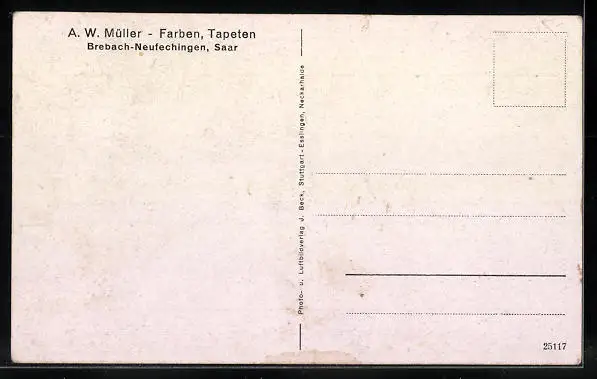 A. W. Müller - Farben, Tapeten
Brebach-Neufechingen, Saar
Photo- u. Luftbildverlag J. Beck, Stuttgart - Esslingen, Neckarhalde
25117